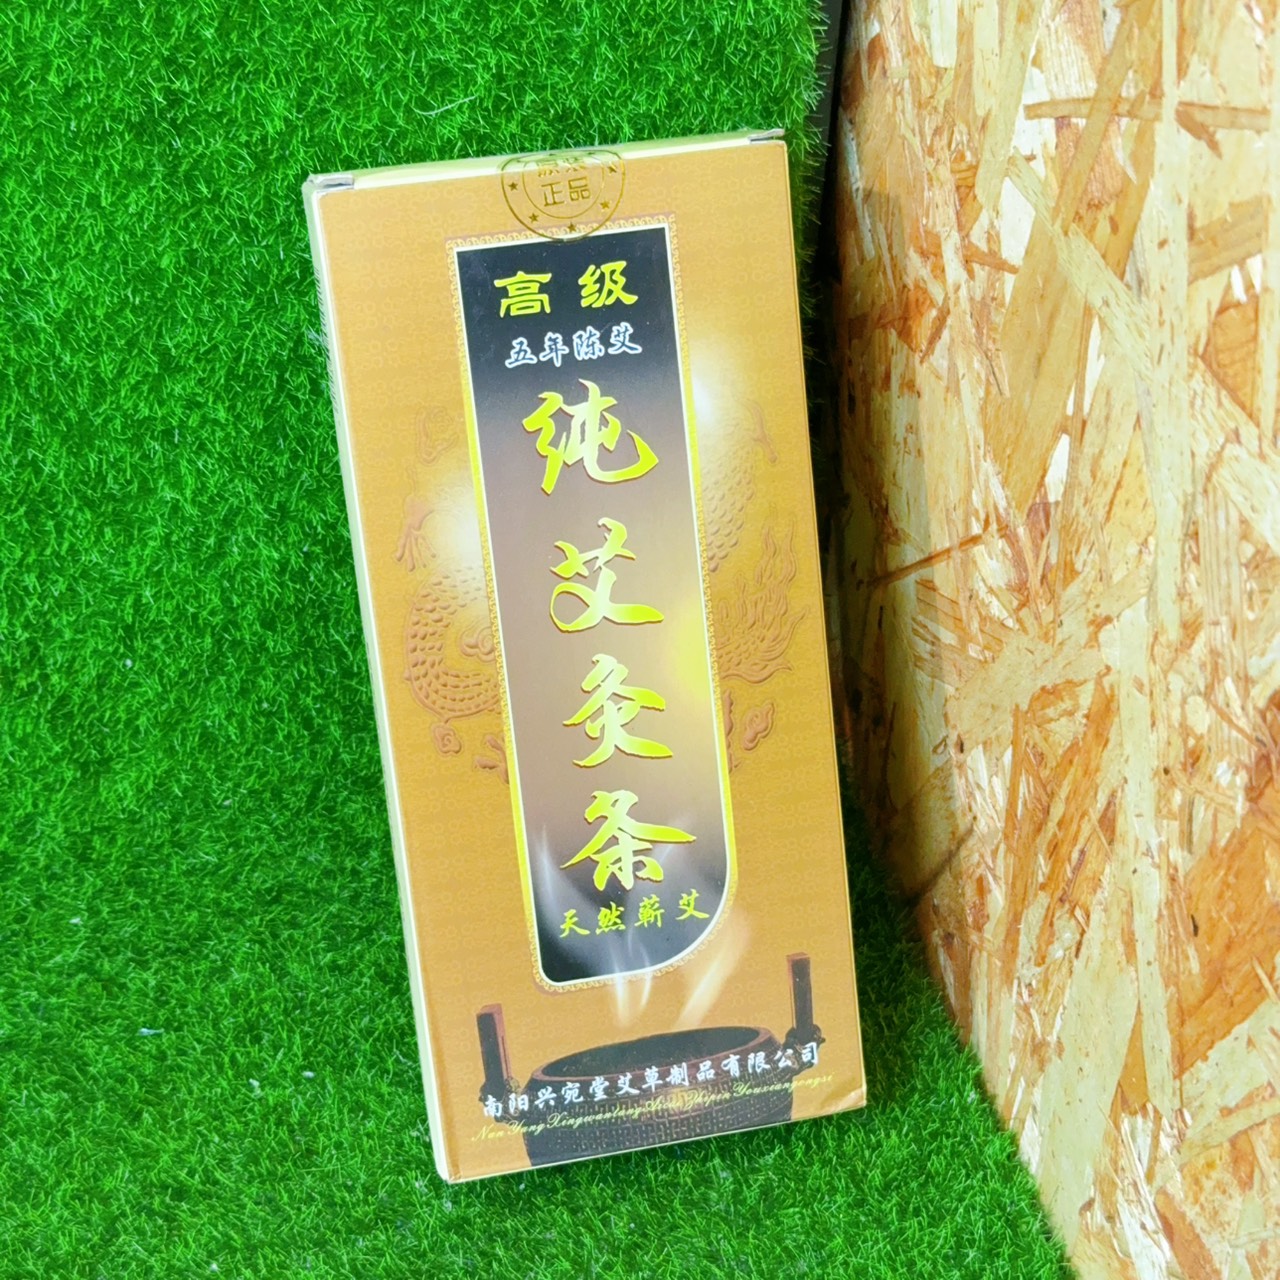 正品
高级
五年陈艾
纯艾灸条
天然蕲艾
南阳兴宛堂艾草制品有限公司